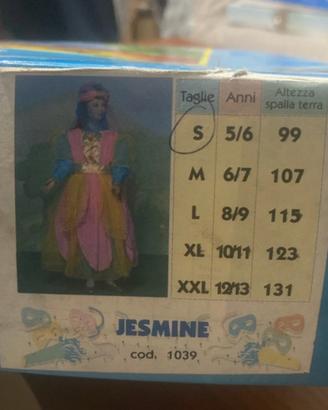 Taglie Anni Altezza spalla terra
S 5/6 99
M 6/7 107
L 8/9 115
XL 10/11 123
XXL 12/13 131
JESMINE
cod. 1039